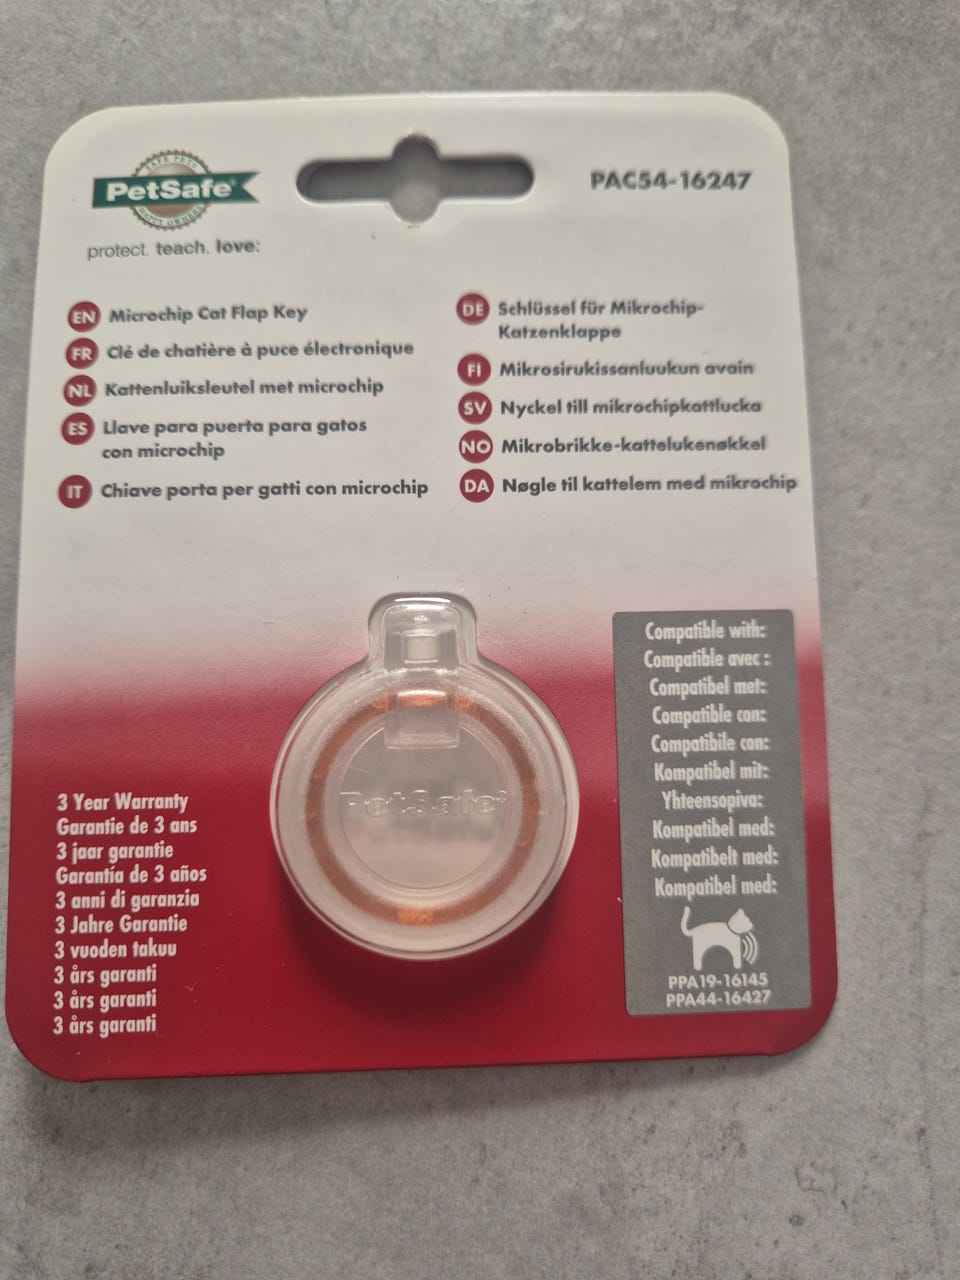 SAFE PETS
PetSafe®
HAPPY OWNERS
protect. teach. love.
PAC54-16247
EN Microchip Cat Flap Key
FR Clé de chatière à puce électronique
NL Kattenluiksleutel met microchip
ES Llave para puerta para gatos
con microchip
IT Chiave porta per gatti con microchip
DE Schlüssel für Mikrochip-
Katzenklappe
FI Mikrosirukissanluukun avain
SV Nyckel till mikrochipkattlucka
NO Mikrobrikke-kattelukenøkkel
DA Nøgle til kattelem med mikrochip
PetSafe®
3 Year Warranty
Garantie de 3 ans
3 jaar garantie
Garantía de 3 años
3 anni di garanzia
3 Jahre Garantie
3 vuoden takuu
3 års garanti
3 års garanti
3 års garanti
Compatible with:
Compatible avec :
Compatibel met:
Compatible con:
Compatibile con:
Kompatibel mit:
Yhteensopiva:
Kompatibel med:
Kompatibelt med:
Kompatibel med:
PPA19-16145
PPA44-16427